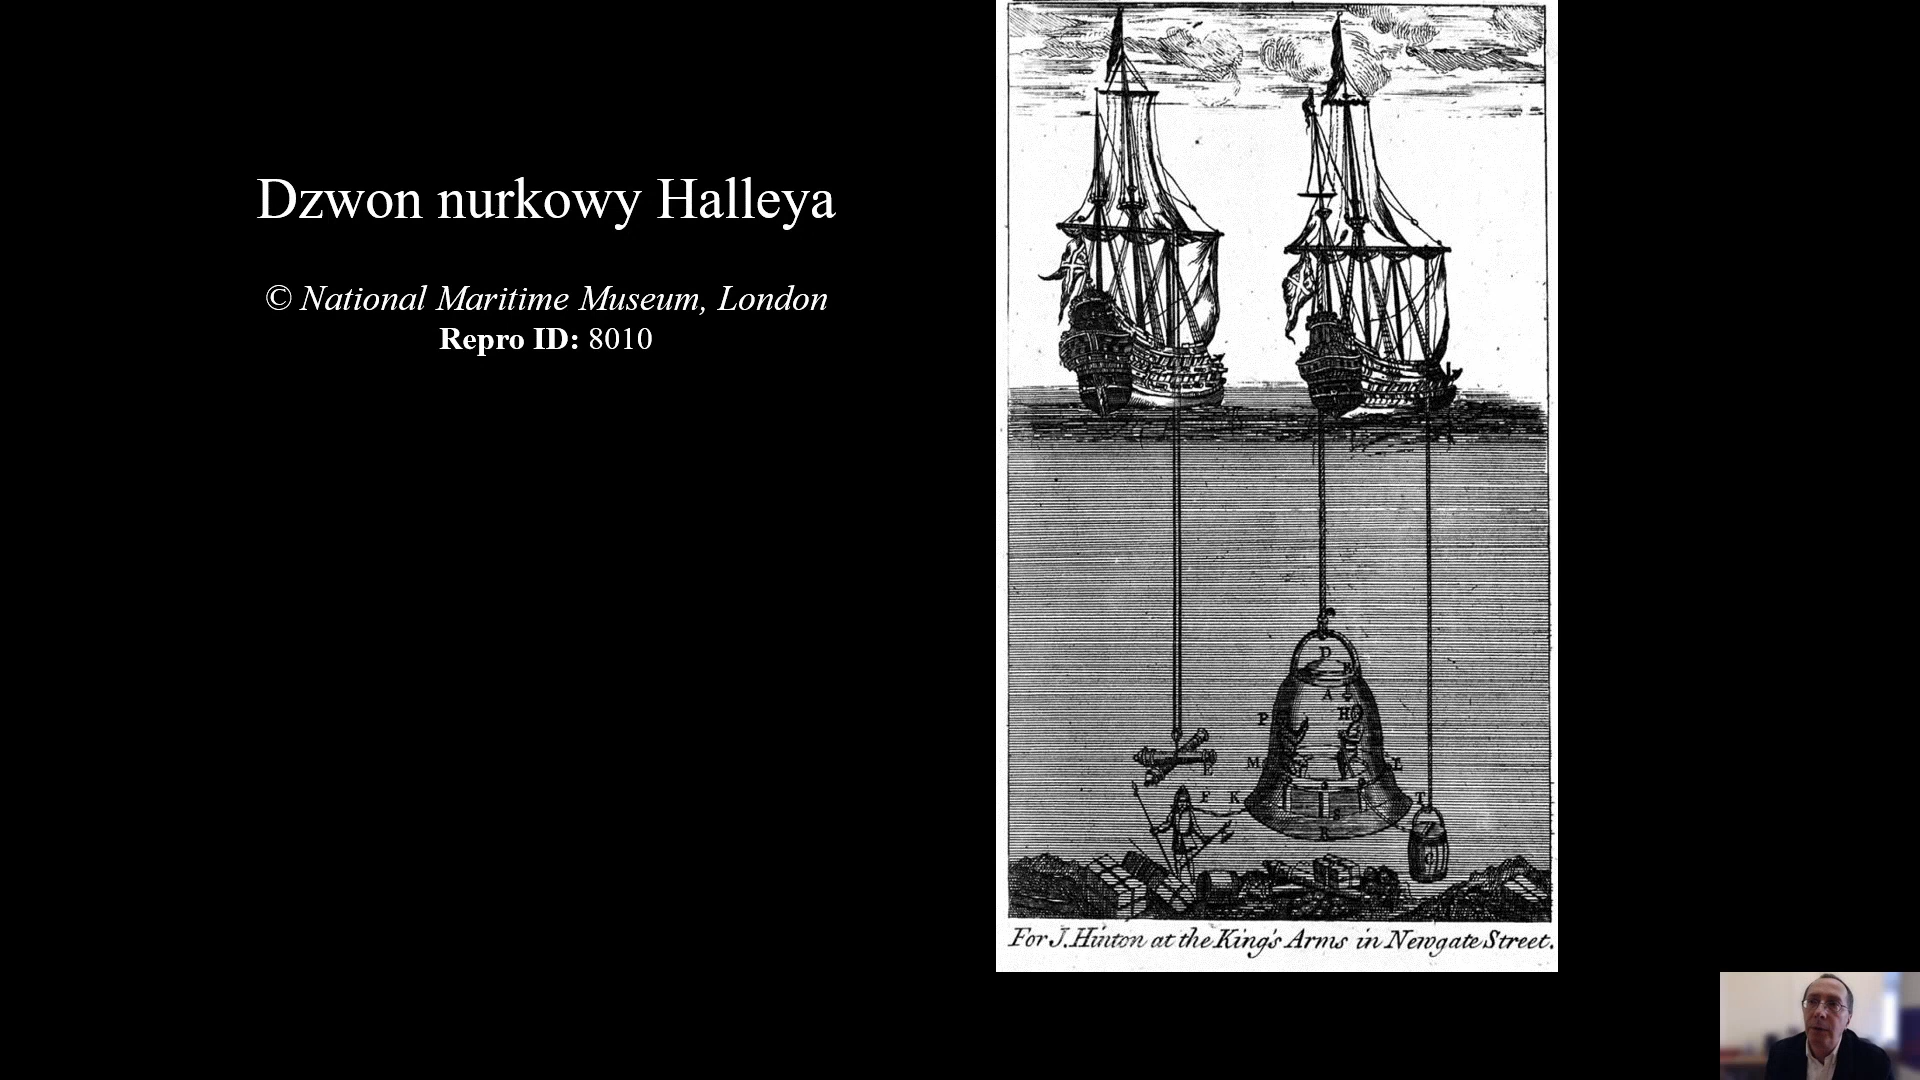 Dzwon nurkowy Halleya
© National Maritime Museum, London
Repro ID: 8010
D
A
P
H
M
L
E
F
K
T
S
R
For J. Hinton at the King's Arms in Newgate Street.